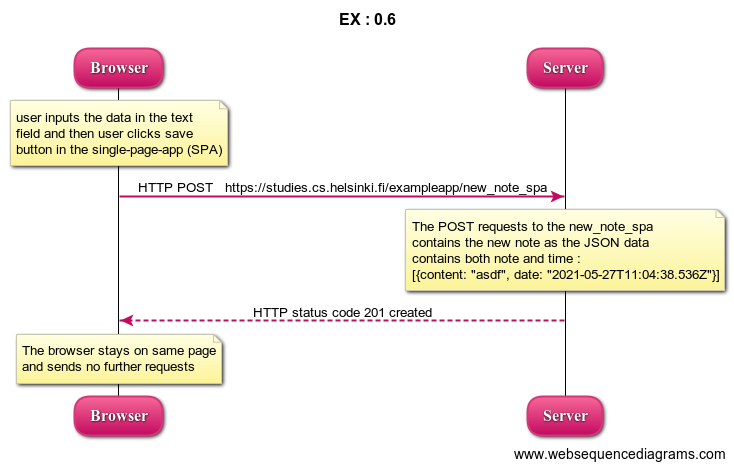 EX : 0.6
Browser
Server
user inputs the data in the text
field and then user clicks save
button in the single-page-app (SPA)
HTTP POST   https://studies.cs.helsinki.fi/exampleapp/new_note_spa
The POST requests to the new_note_spa
contains the new note as the JSON data
contains both note and time :
[{content: "asdf", date: "2021-05-27T11:04:38.536Z"}]
HTTP status code 201 created
The browser stays on same page
and sends no further requests
Browser
Server
www.websequencediagrams.com